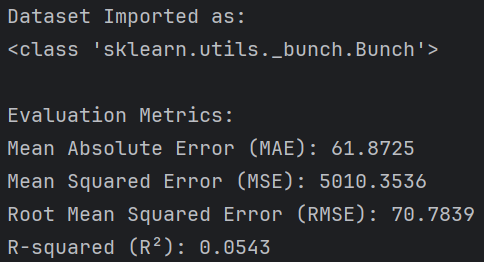 Dataset Imported as:
<class 'sklearn.utils._bunch.Bunch'>
Evaluation Metrics:
Mean Absolute Error (MAE): 61.8725
Mean Squared Error (MSE): 5010.3536
Root Mean Squared Error (RMSE): 70.7839
R-squared (R²): 0.0543